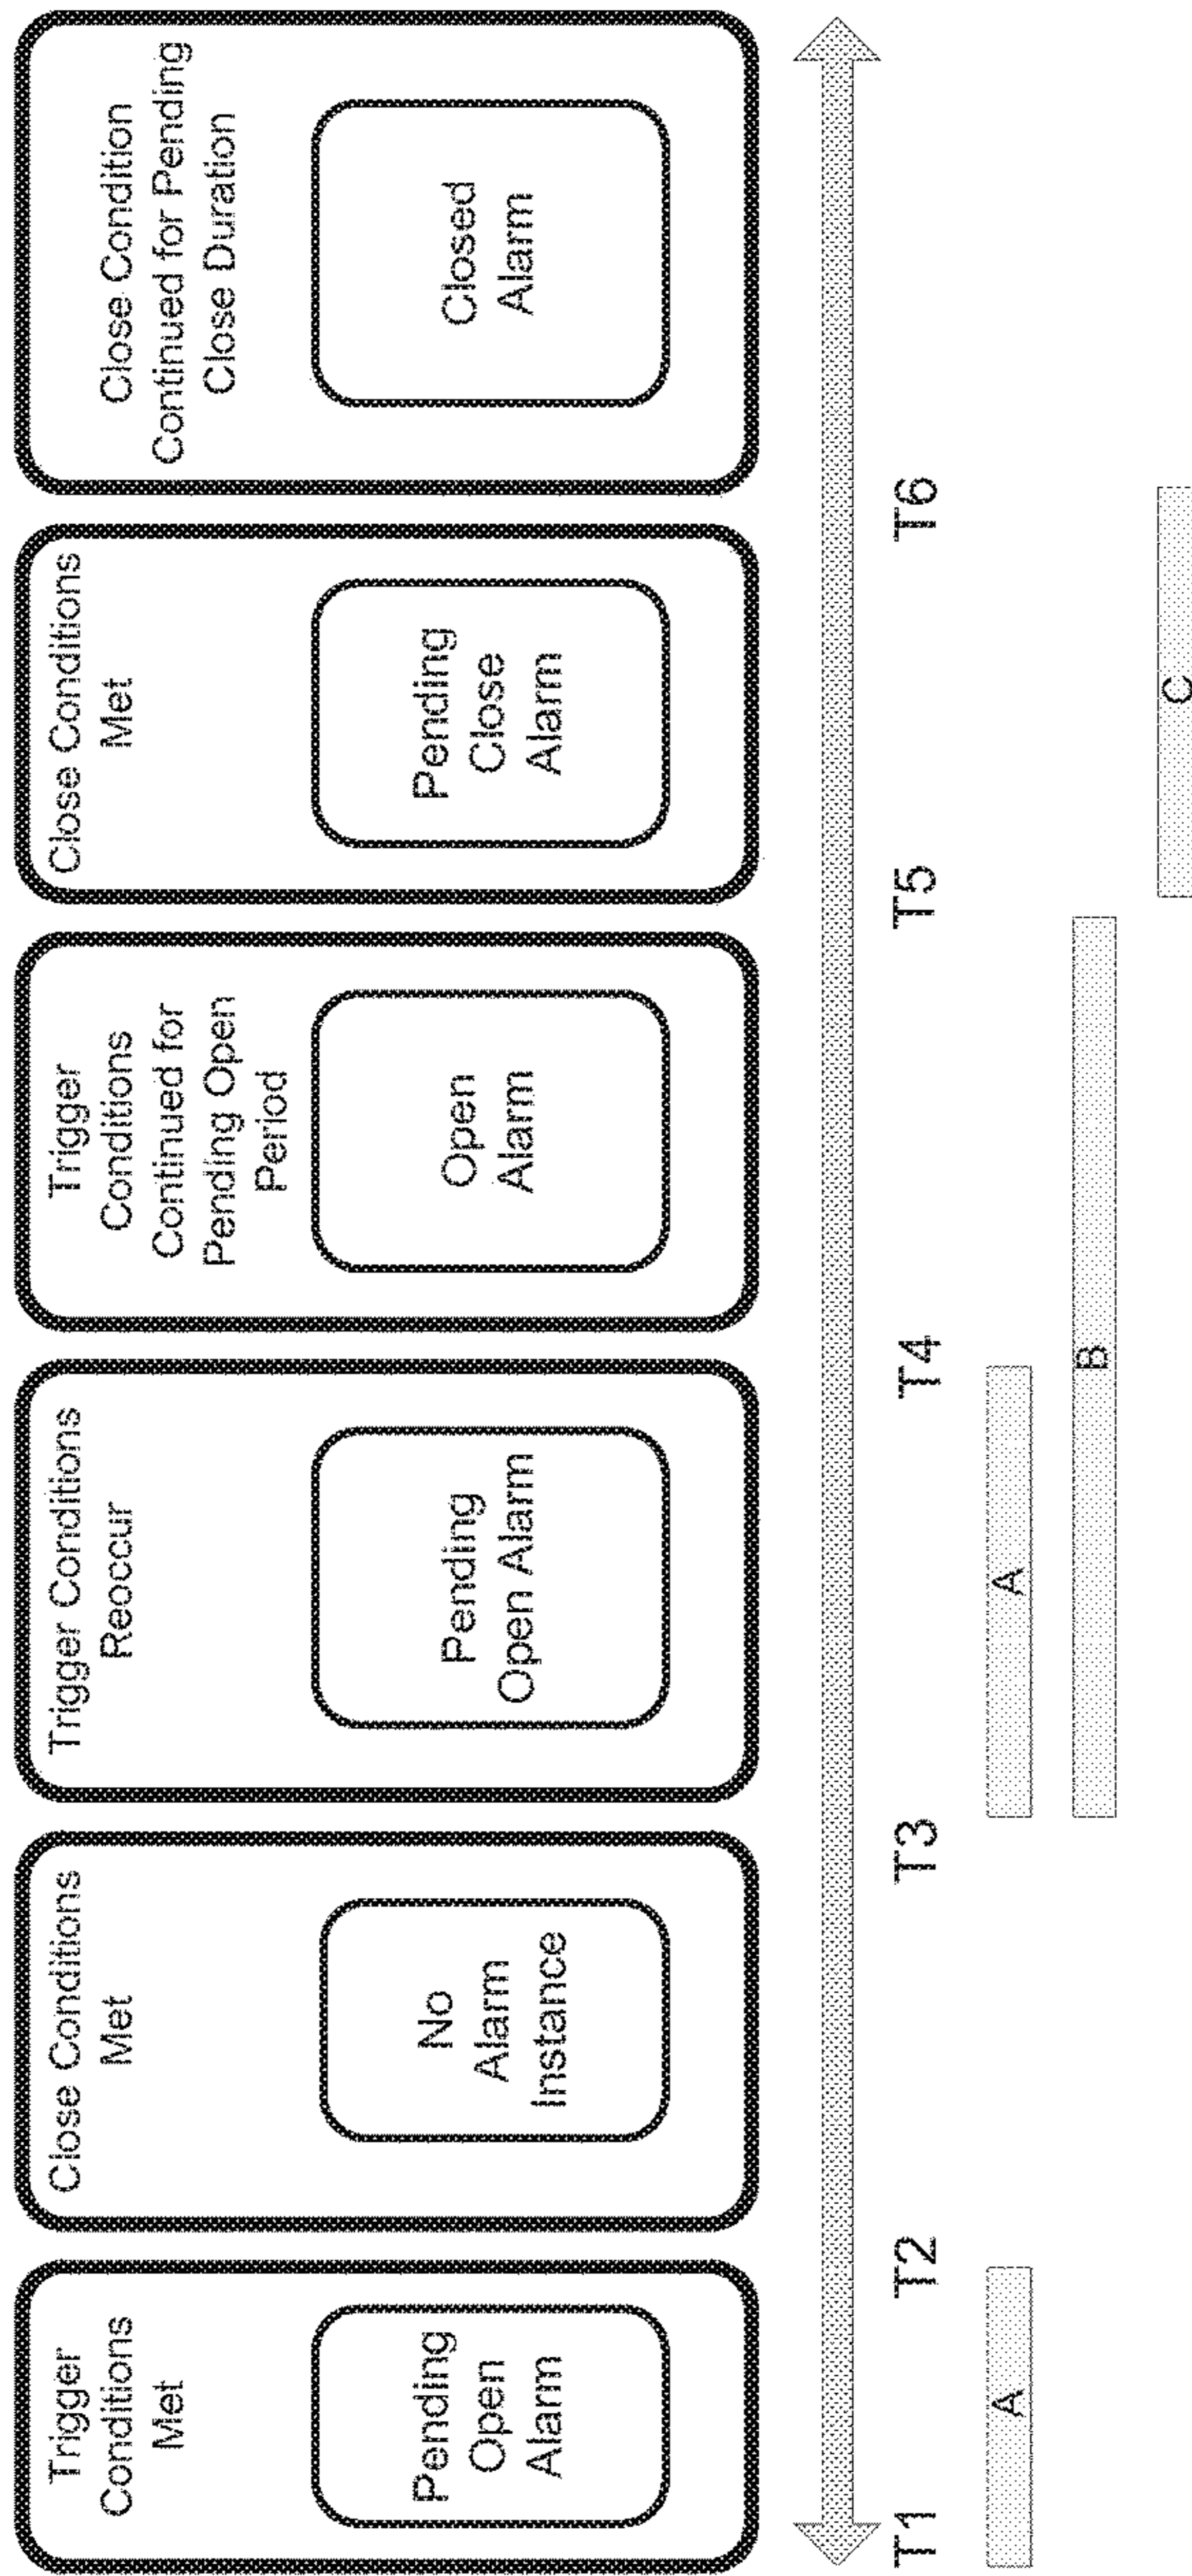 Trigger
Conditions
Met
Pending
Open
Alarm
Close Conditions
Met
No
Alarm
Instance
Trigger Conditions
Reoccur
Pending
Open Alarm
Trigger
Conditions
Continued for
Pending Open
Period
Open
Alarm
Close Conditions
Met
Pending
Close
Alarm
Close Condition
Continued for Pending
Close Duration
Closed
Alarm
T1
T2
T3
T4
T5
T6
A
A
B
C